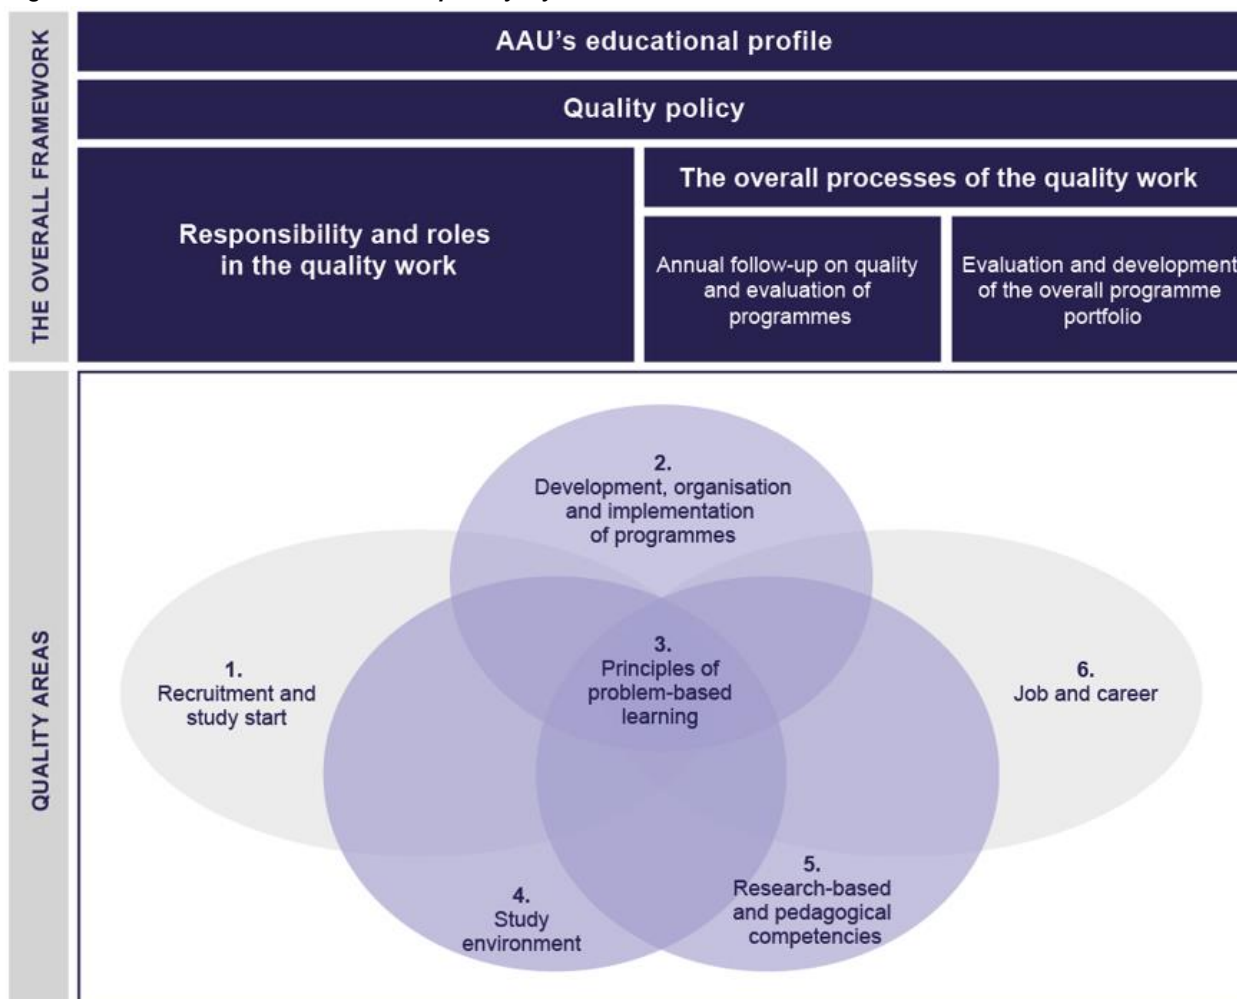 THE OVERALL FRAMEWORK
AAU's educational profile
Quality policy
Responsibility and roles
in the quality work
The overall processes of the quality work
Annual follow-up on quality
and evaluation of
programmes
Evaluation and development
of the overall programme
portfolio
QUALITY AREAS
1.
Recruitment and
study start
2.
Development, organisation
and implementation
of programmes
3.
Principles of
problem-based
learning
4.
Study
environment
5.
Research-based
and pedagogical
competencies
6.
Job and career